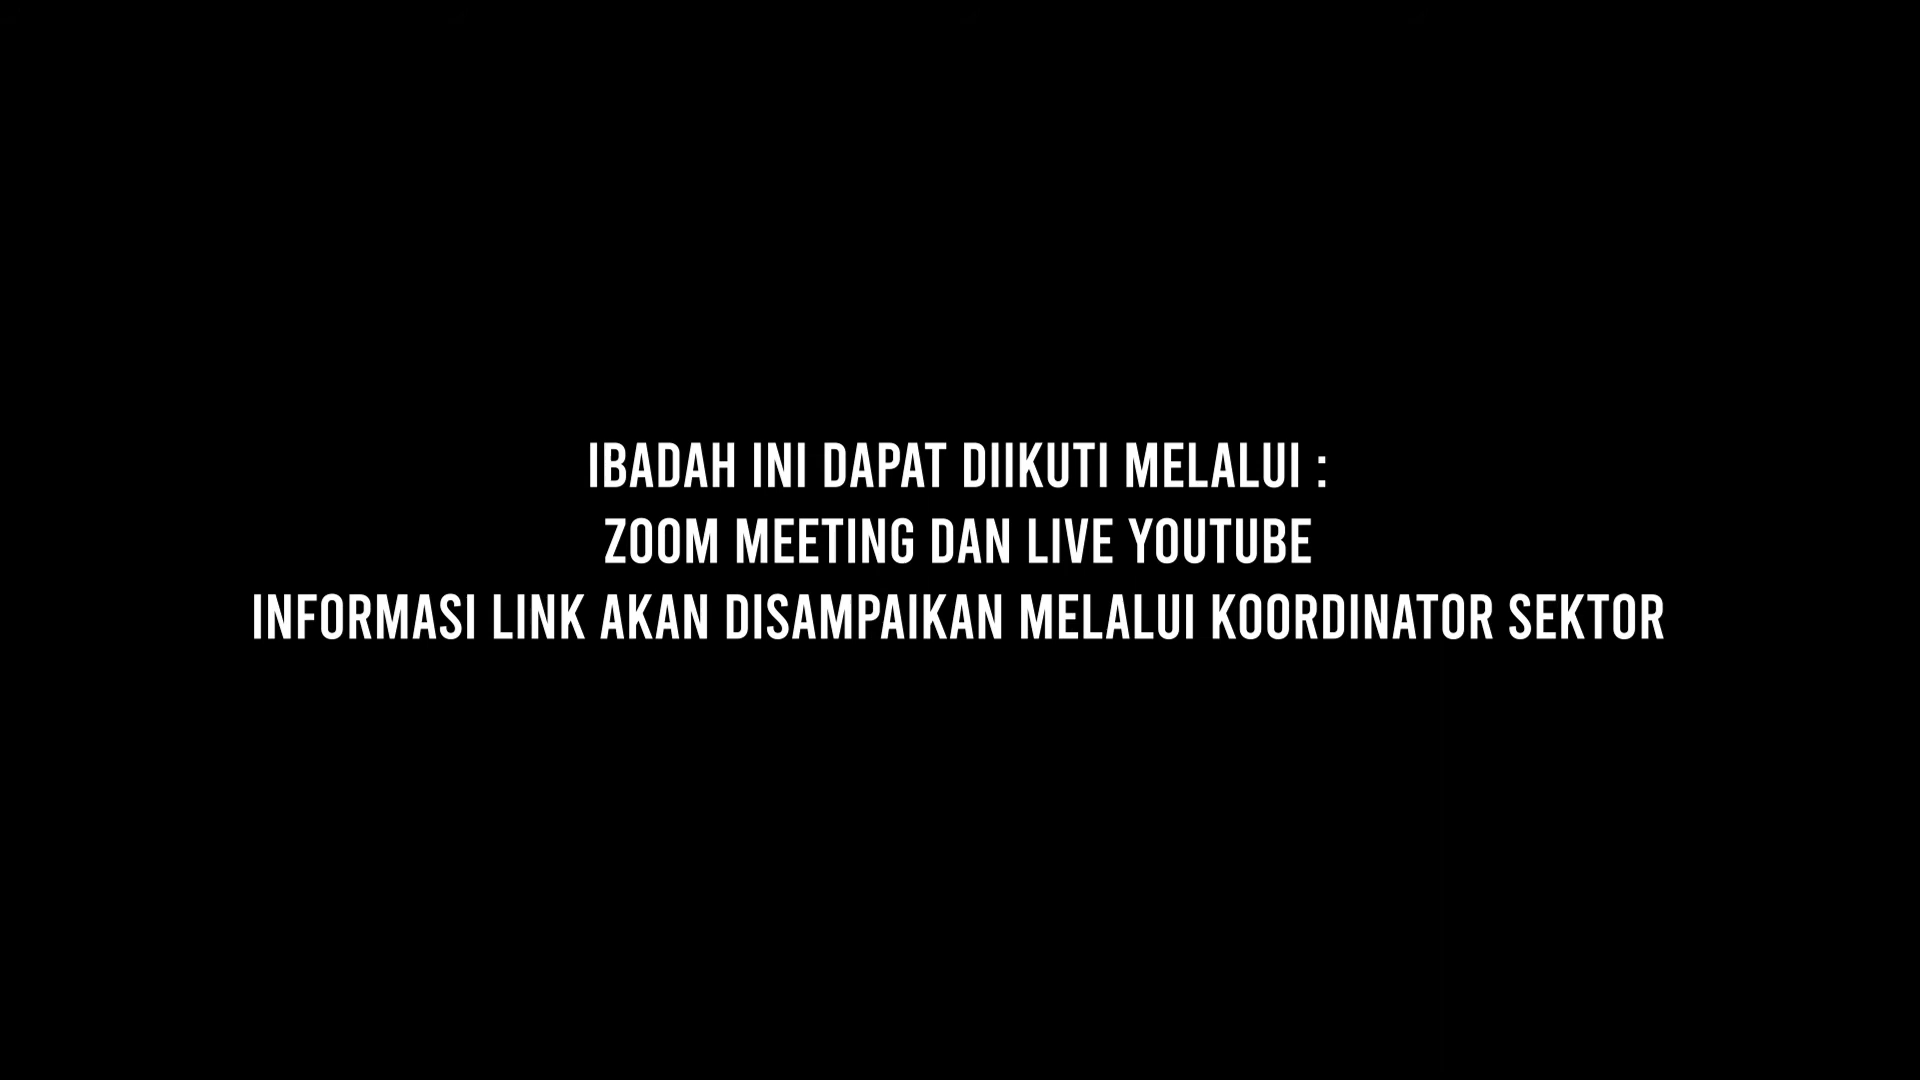 IBADAH INI DAPAT DIIKUTI MELALUI :
ZOOM MEETING DAN LIVE YOUTUBE
INFORMASI LINK AKAN DISAMPAIKAN MELALUI KOORDINATOR SEKTOR